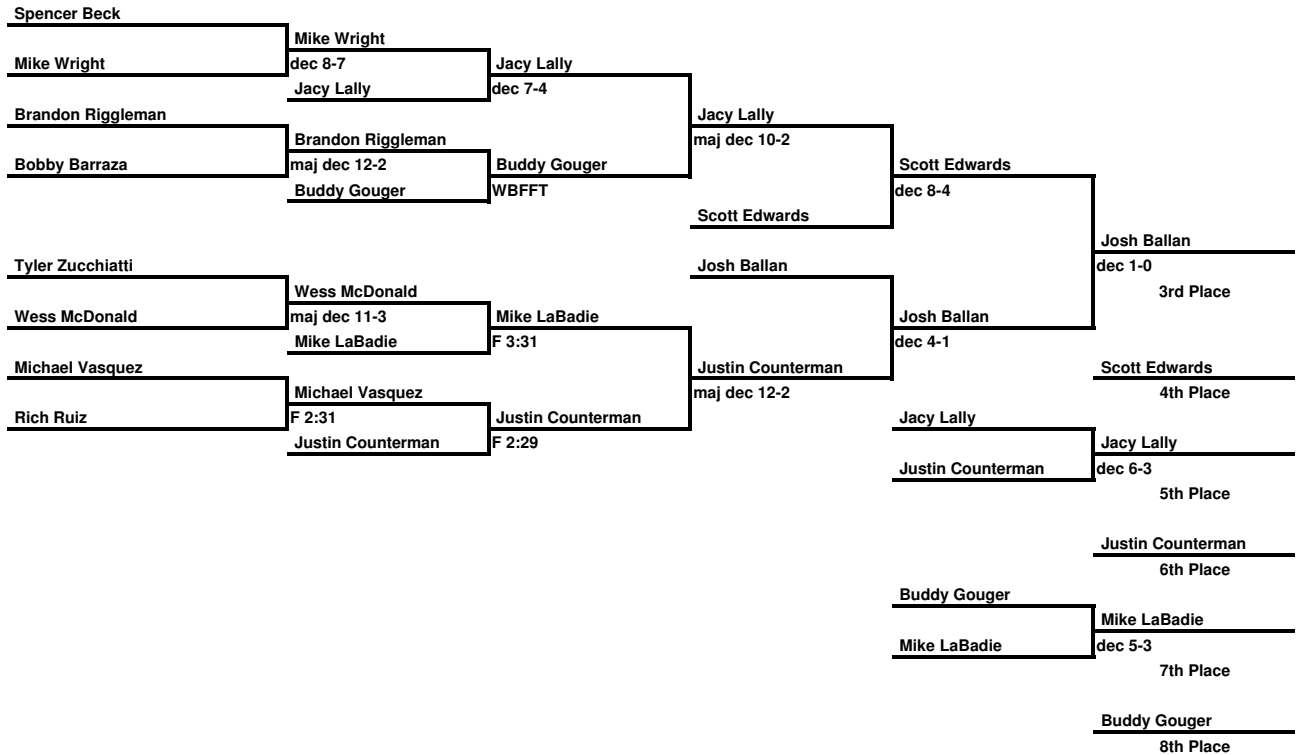 Spencer Beck
Mike Wright
Mike Wright
dec 8-7
Jacy Lally
Jacy Lally
dec 7-4
Brandon Riggleman
Jacy Lally
Brandon Riggleman
maj dec 10-2
Bobby Barraza
maj dec 12-2
Buddy Gouger
Scott Edwards
Buddy Gouger
WBFFT
dec 8-4
Scott Edwards
Josh Ballan
Tyler Zucchiatti
Josh Ballan
dec 1-0
Wess McDonald
3rd Place
Wess McDonald
maj dec 11-3
Mike LaBadie
Josh Ballan
Mike LaBadie
F 3:31
dec 4-1
Michael Vasquez
Justin Counterman
Scott Edwards
Michael Vasquez
maj dec 12-2
4th Place
Rich Ruiz
F 2:31
Justin Counterman
Jacy Lally
Justin Counterman
F 2:29
Jacy Lally
Justin Counterman
dec 6-3
5th Place
Justin Counterman
6th Place
Buddy Gouger
Mike LaBadie
Mike LaBadie
dec 5-3
7th Place
Buddy Gouger
8th Place